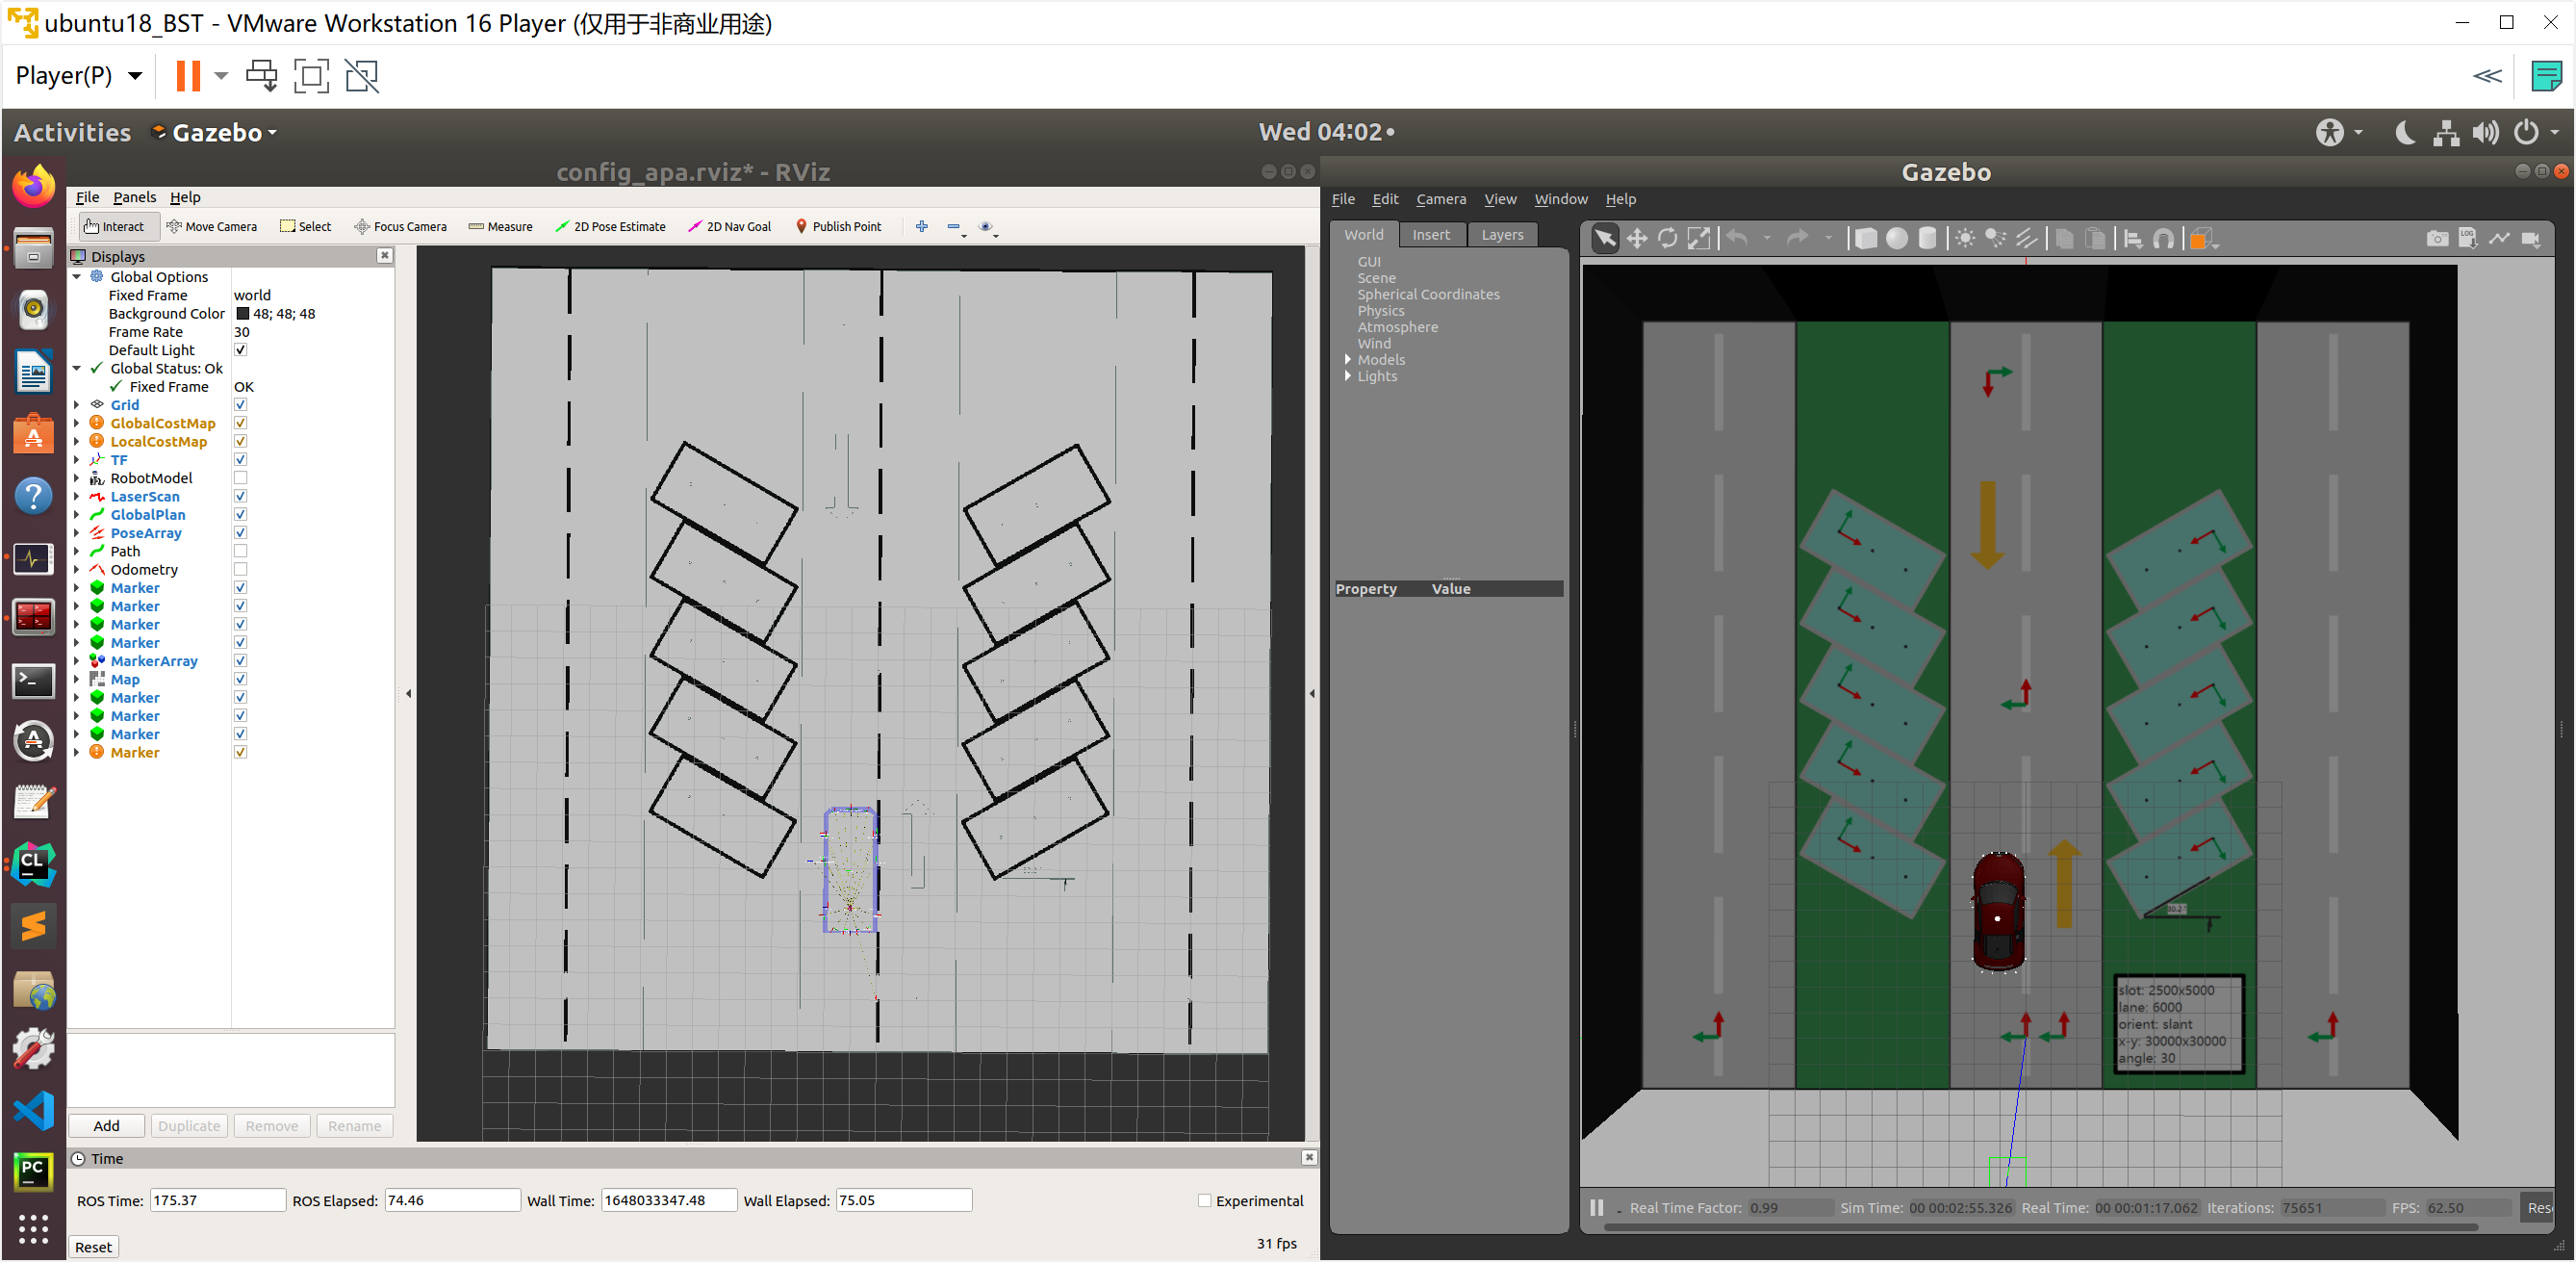 ubuntu18_BST - VMware Workstation 16 Player (仅用于非商业用途)
Player(P)
Activities
Gazebo
Wed 04:02
config_apa.rviz* - RViz
File Panels Help
Interact Move Camera Select Focus Camera Measure 2D Pose Estimate 2D Nav Goal Publish Point
Displays
Global Options
Fixed Frame world
Background Color 48; 48; 48
Frame Rate 30
Default Light
Global Status: Ok
Fixed Frame OK
Grid
GlobalCostMap
LocalCostMap
TF
RobotModel
LaserScan
GlobalPlan
PoseArray
Path
Odometry
Marker
Marker
Marker
Marker
MarkerArray
Map
Marker
Marker
Marker
Marker
Add Duplicate Remove Rename
Time
ROS Time: 175.37 ROS Elapsed: 74.46 Wall Time: 1648033347.48 Wall Elapsed: 75.05 Experimental
Reset
31 fps
CL
PC
Gazebo
File Edit Camera View Window Help
World Insert Layers
LOG
GUI
Scene
Spherical Coordinates
Physics
Atmosphere
Wind
Models
Lights
Property Value
slot: 2500x5000
lane: 6000
orient: slant
x-y: 30000x30000
angle: 30
Real Time Factor: 0.99 Sim Time: 00 00:02:55.326 Real Time: 00 00:01:17.062 Iterations: 75651 FPS: 62.50